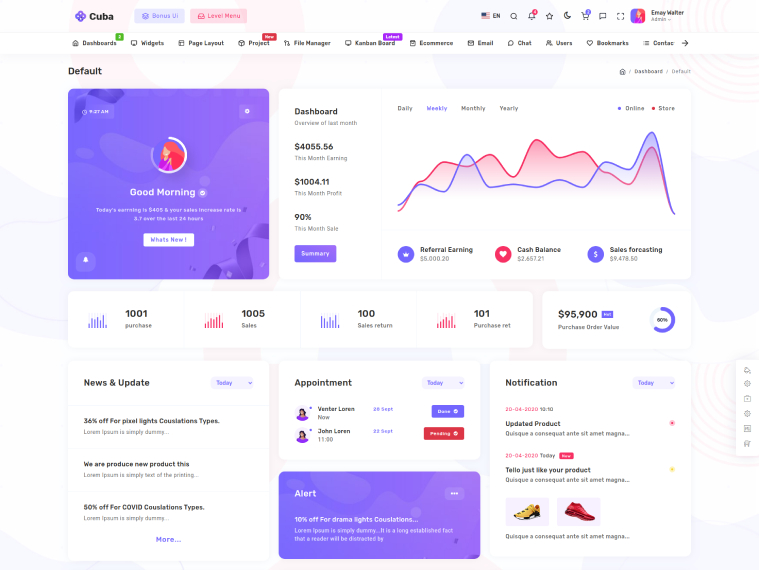 Cuba
Bonus Ui
Level Menu
EN
4
2
Emay Walter
Admin
Dashboards
2
Widgets
Page Layout
Project
New
File Manager
Kanban Board
Latest
Ecommerce
Email
Chat
Users
Bookmarks
Contac
Default
/ Dashboard / Default
9:27 AM
Good Morning
Today's earrning is $405 & your sales increase rate is
3.7 over the last 24 hours
Whats New !
Dashboard
Overview of last month
$4055.56
This Month Earning
$1004.11
This Month Profit
90%
This Month Sale
Summary
Daily
Weekly
Monthly
Yearly
Online
Store
Referral Earning
$5,000.20
Cash Balance
$2,657.21
$
Sales forcasting
$9,478.50
1001
purchase
1005
Sales
100
Sales return
101
Purchase ret
$95,900 Hot
Purchase Order Value
60%
News & Update
Today
36% off For pixel lights Couslations Types.
Lorem Ipsum is simply dummy...
We are produce new product this
Lorem Ipsum is simply text of the printing...
50% off For COVID Couslations Types.
Lorem Ipsum is simply dummy...
More...
Appointment
Today
Venter Loren
Now
28 Sept
Done
John Loren
11:00
22 Sept
Pending
Alert
10% off For drama lights Couslations...
Lorem Ipsum is simply dummy...It is a long established fact
that a reader will be distracted by
Notification
Today
20-04-2020 10:10
Updated Product
Quisque a consequat ante sit amet magna...
20-04-2020 Today New
Tello just like your product
Quisque a consequat ante sit amet magna...
Quisque a consequat ante sit amet magna...